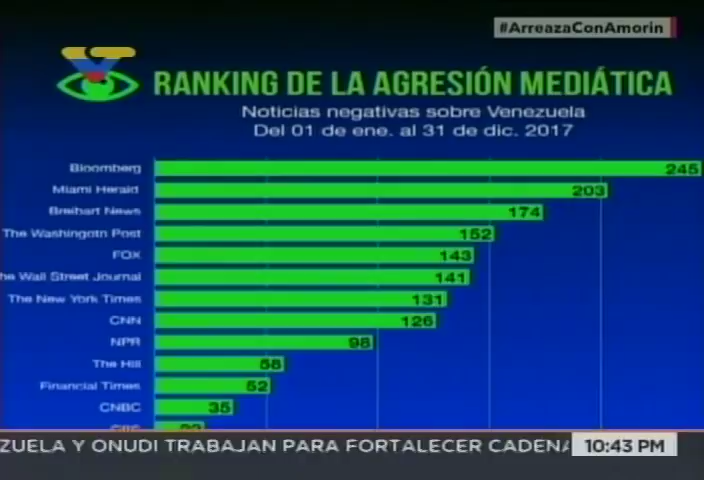 #ArreazaConAmorin
RANKING DE LA AGRESIÓN MEDIÁTICA
Noticias negativas sobre Venezuela
Del 01 de ene. al 31 de dic. 2017
Bloomberg 245
Miami Herald 203
Breibart News 174
The Washingotn Post 152
FOX 143
he Wall Street Journal 141
The New York Times 131
CNN 126
NPR 98
The Hill 58
Financial Times 52
CNBC 35
ZUELA Y ONUDI TRABAJAN PARA FORTALECER CADENA 10:43 PM